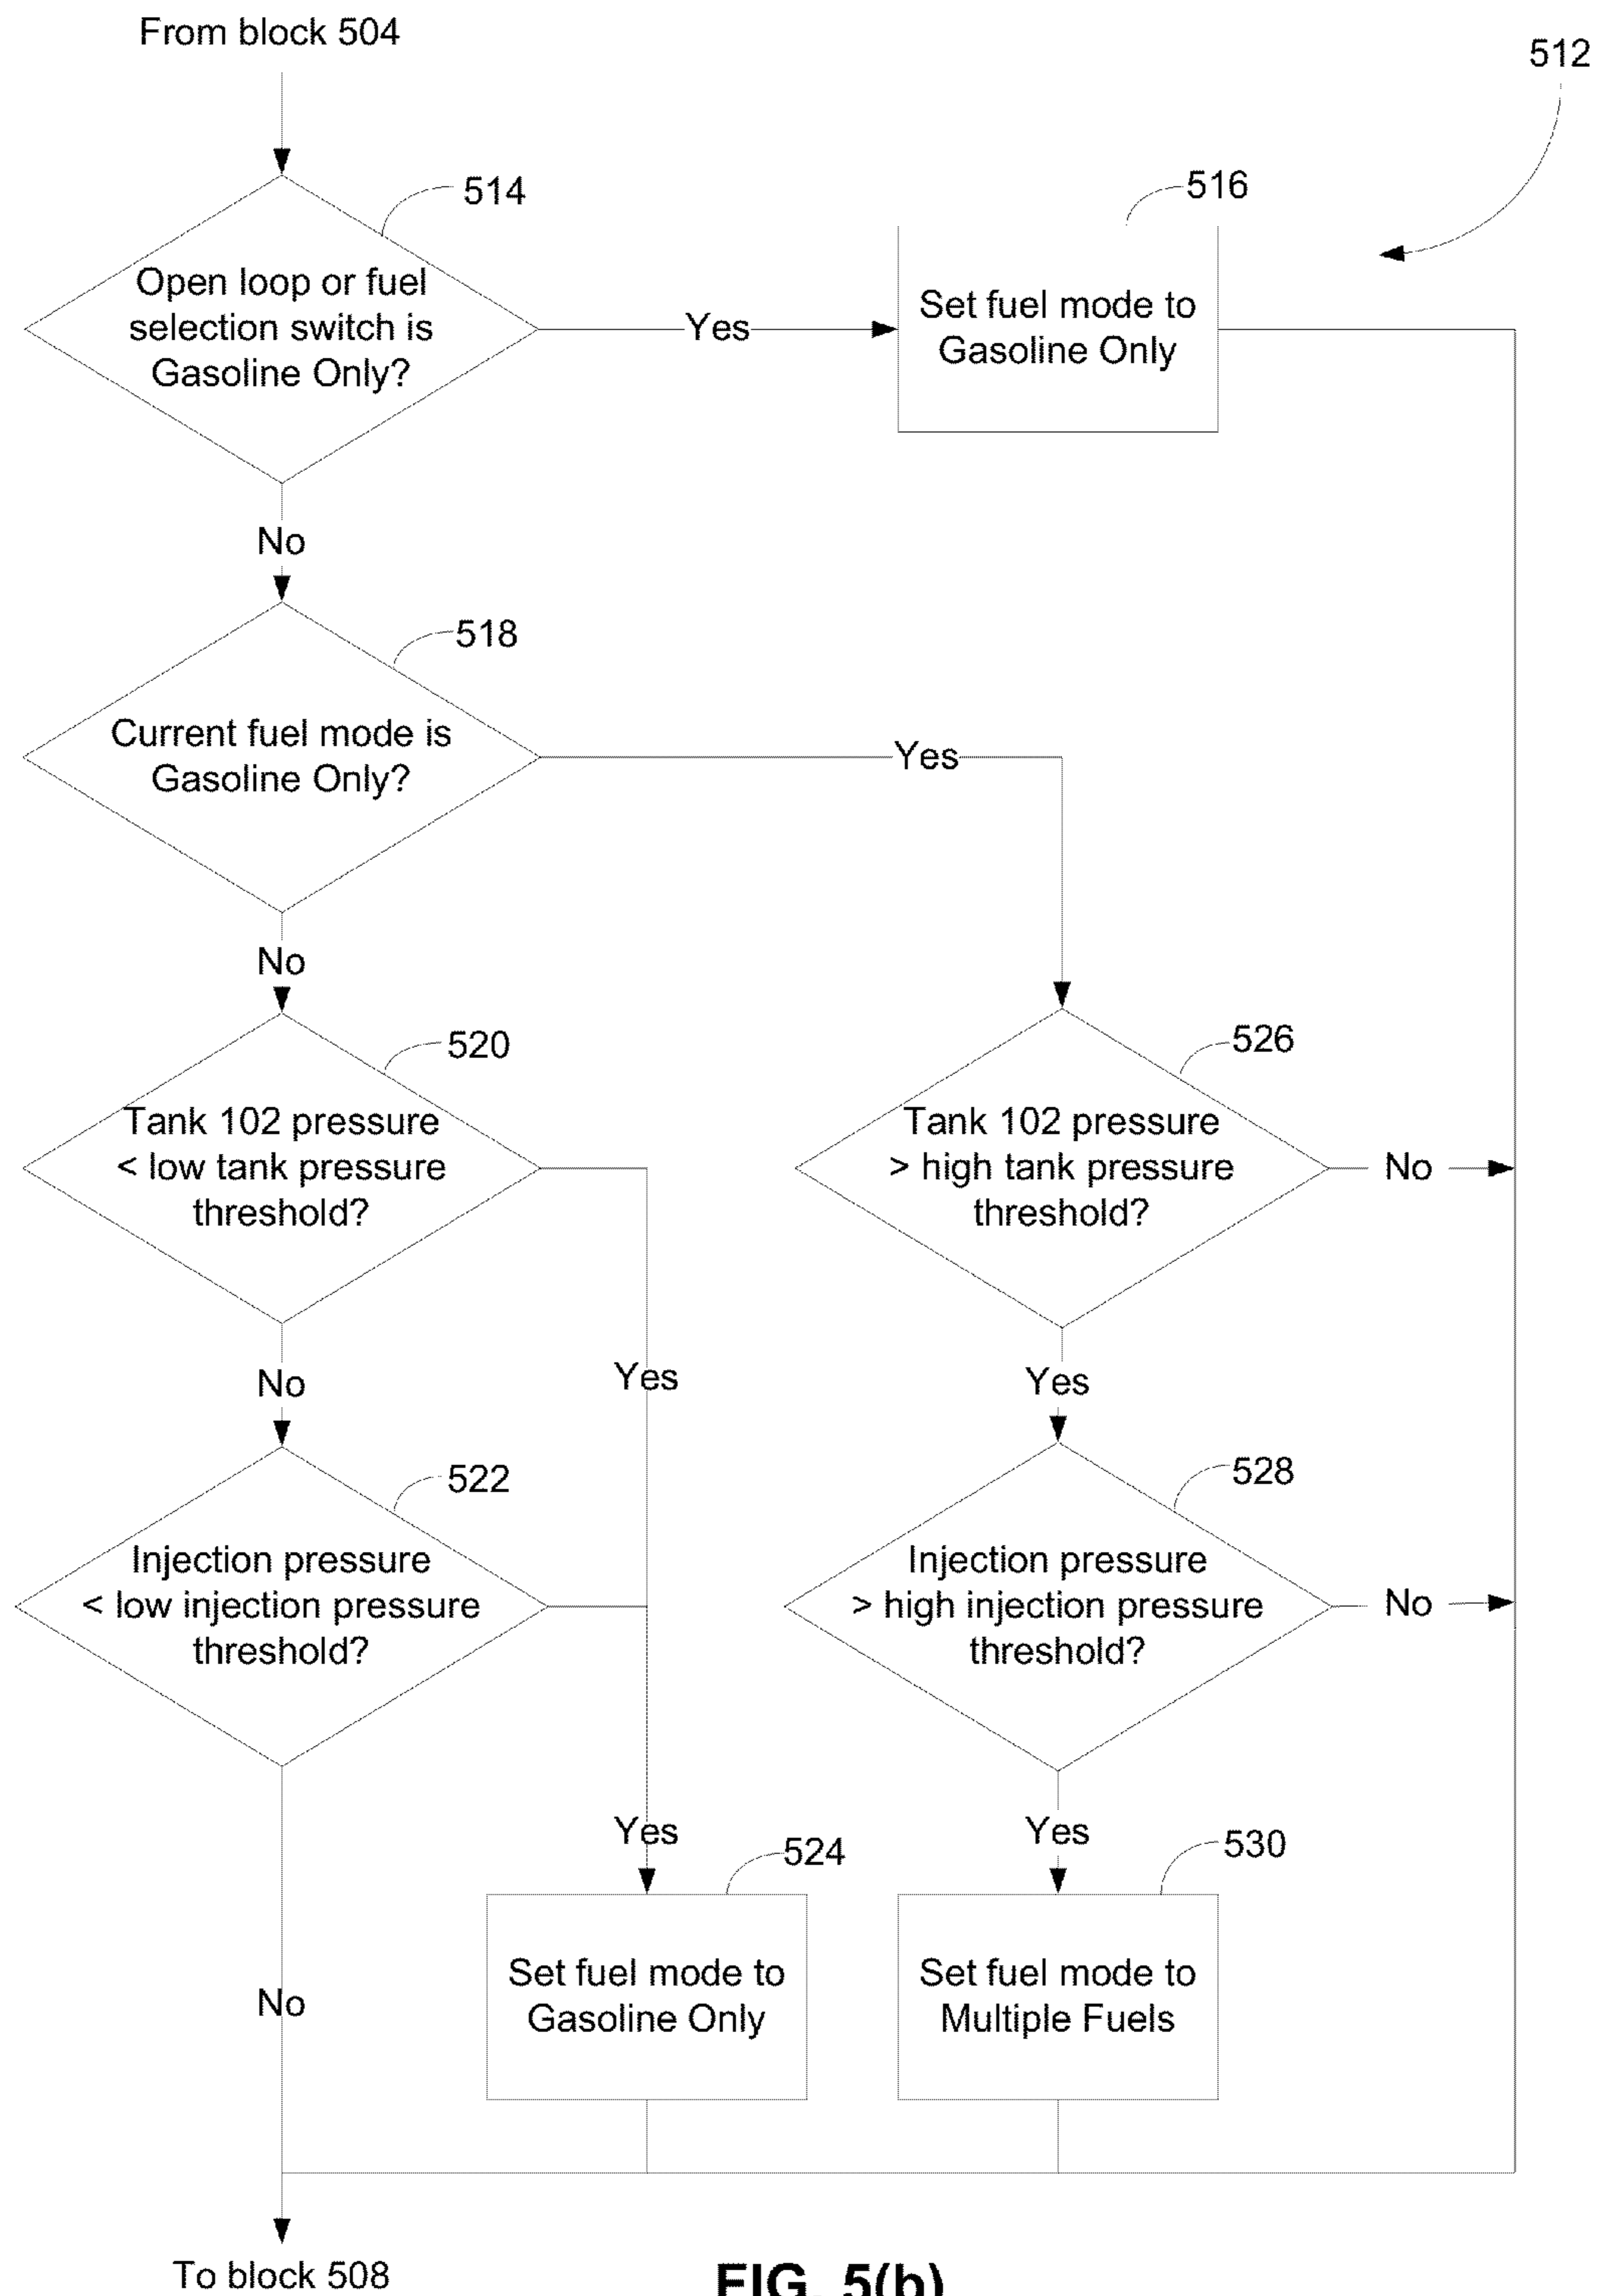 From block 504
512
514
516
Open loop or fuel
selection switch is
Gasoline Only?
Yes
Set fuel mode to
Gasoline Only
No
518
Current fuel mode is
Gasoline Only?
Yes
No
520
526
Tank 102 pressure
< low tank pressure
threshold?
Tank 102 pressure
> high tank pressure
threshold?
No
No
Yes
Yes
522
528
Injection pressure
< low injection pressure
threshold?
Injection pressure
> high injection pressure
threshold?
No
Yes
Yes
524
530
Set fuel mode to
Gasoline Only
Set fuel mode to
Multiple Fuels
No
To block 508
FIG. 5(b)